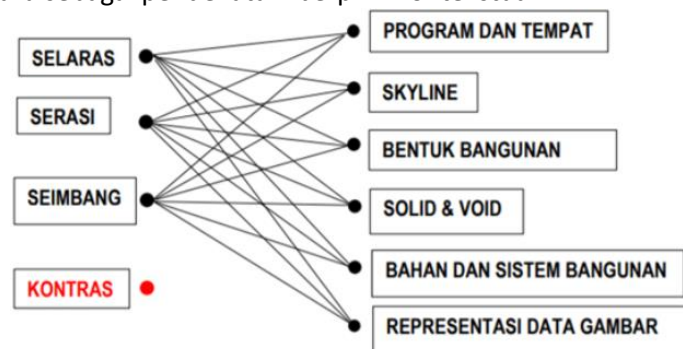 SELARAS
SERASI
SEIMBANG
KONTRAS
PROGRAM DAN TEMPAT
SKYLINE
BENTUK BANGUNAN
SOLID & VOID
BAHAN DAN SISTEM BANGUNAN
REPRESENTASI DATA GAMBAR